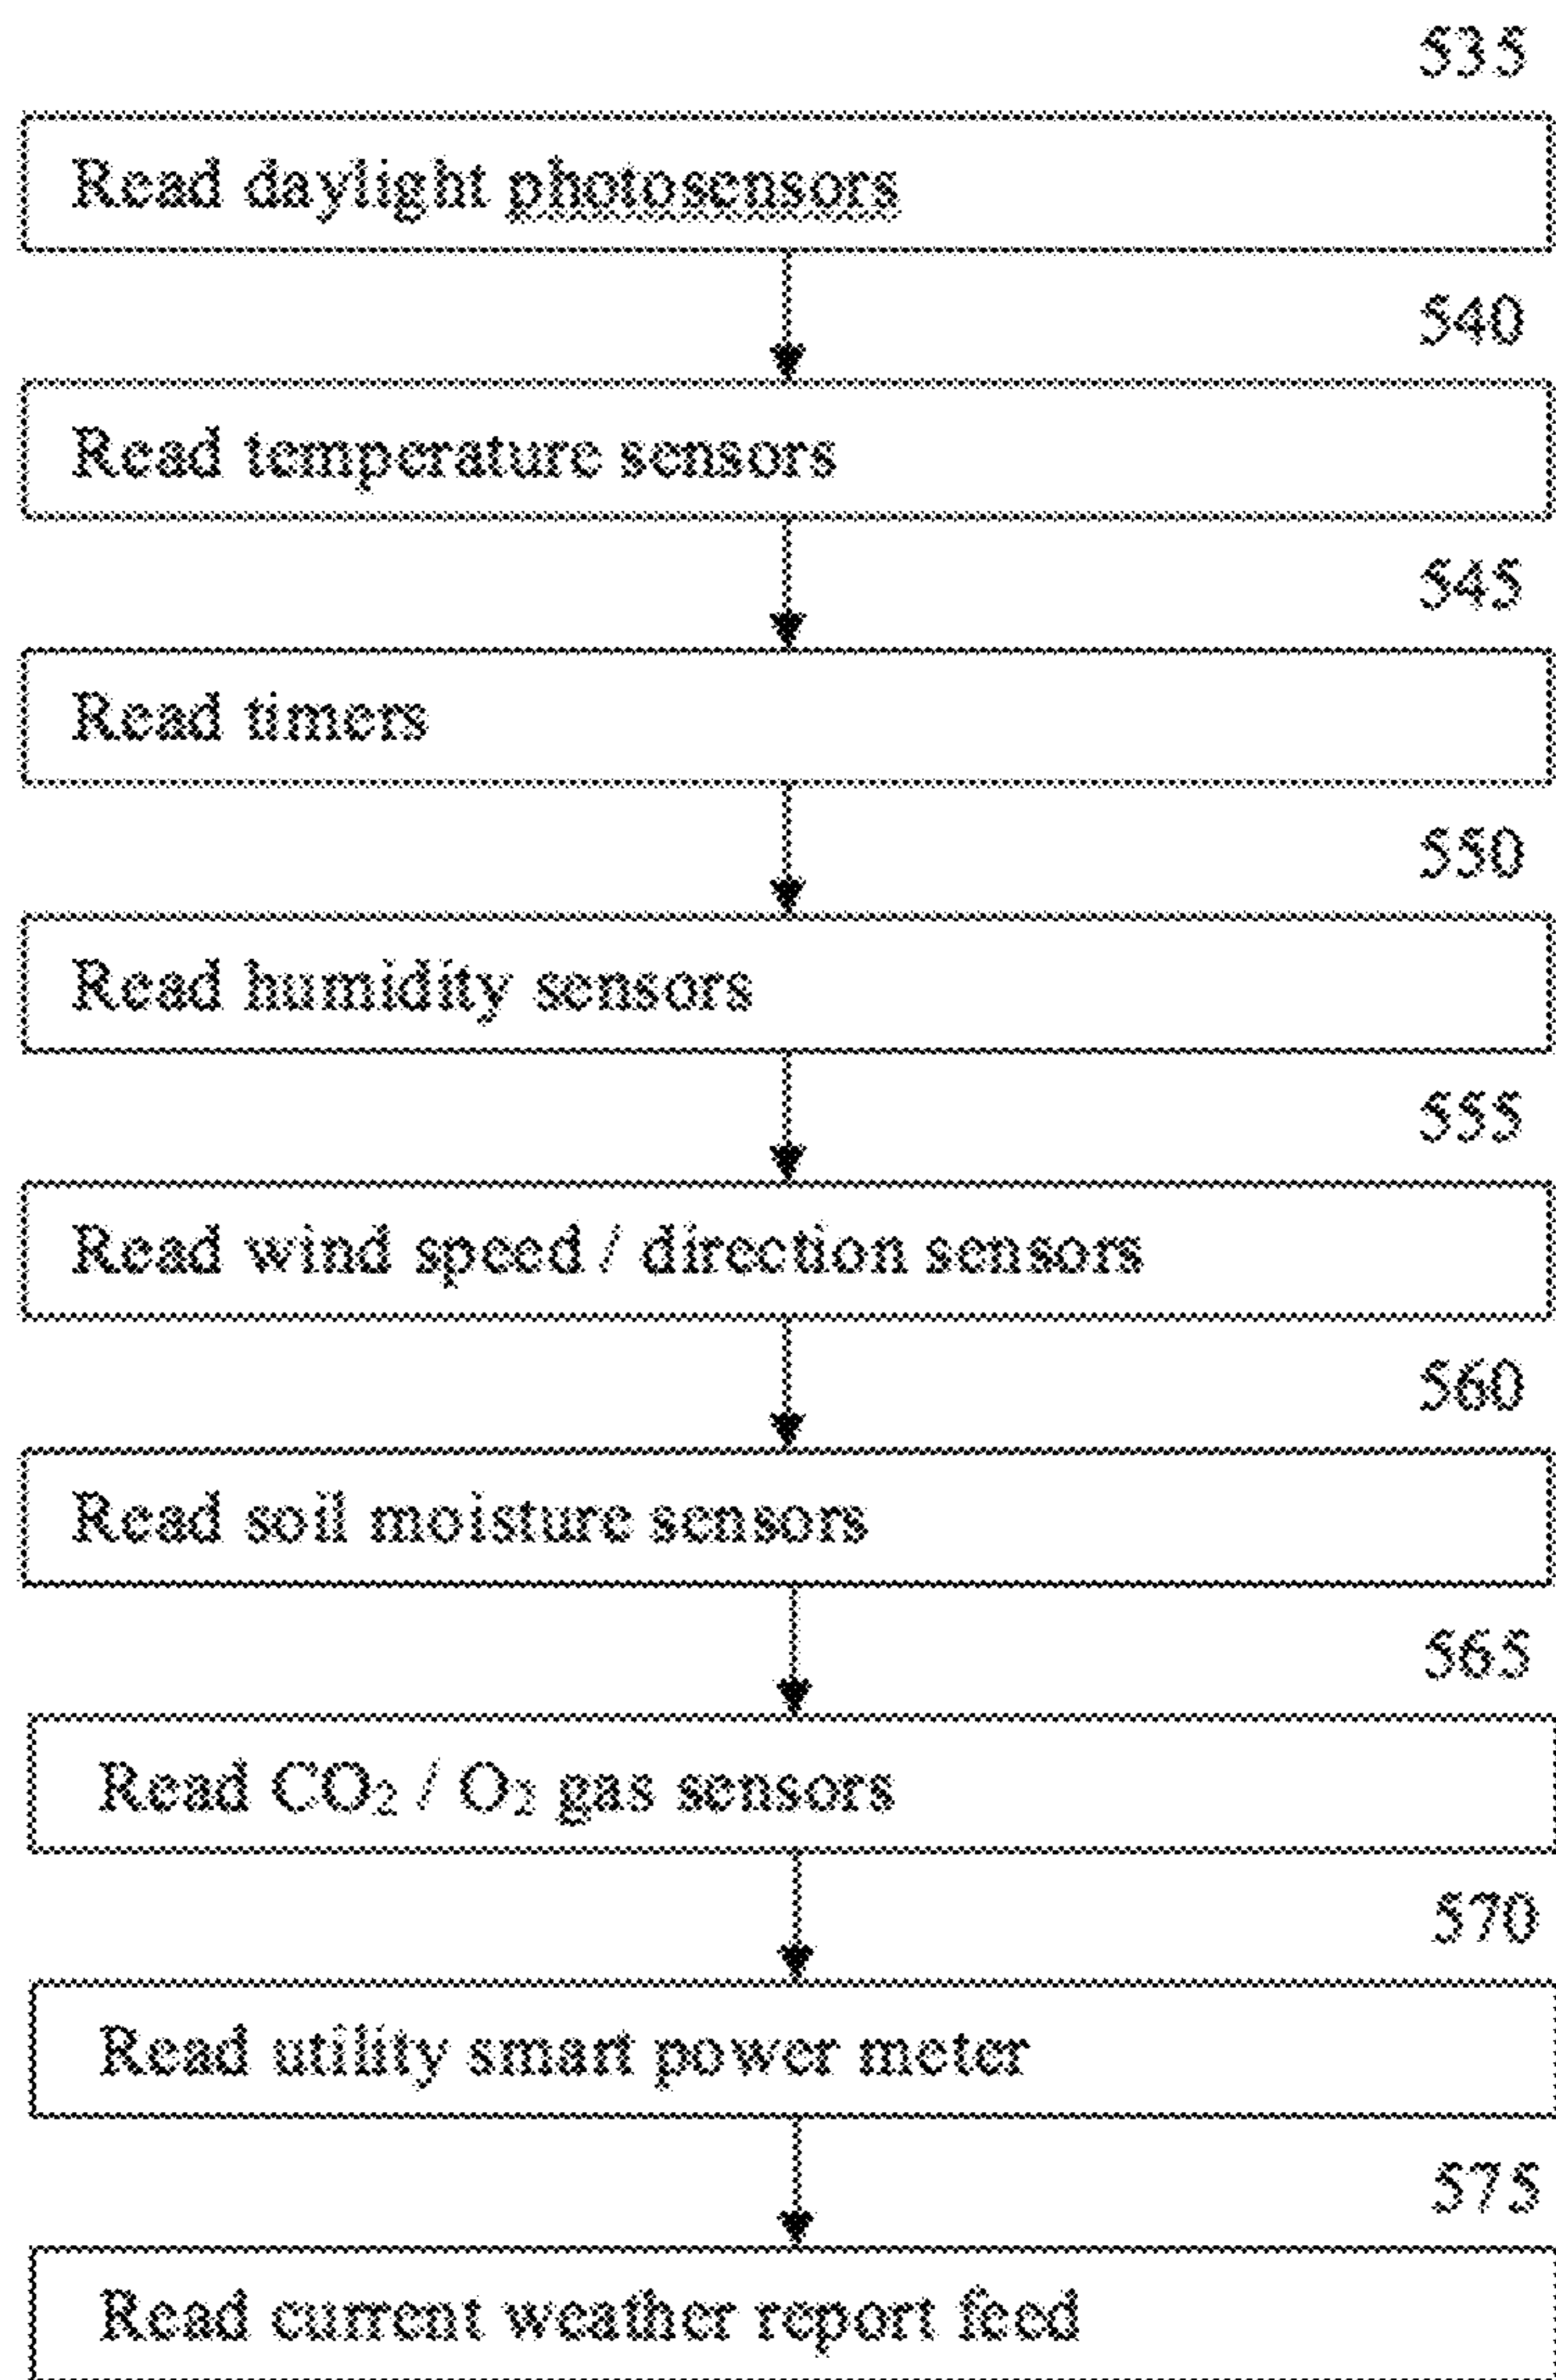 535
Read daylight photosensors
540
Read temperature sensors
545
Read timers
550
Read humidity sensors
555
Read wind speed / direction sensors
560
Read soil moisture sensors
565
Read CO₂ / O₂ gas sensors
570
Read utility smart power meter
575
Read current weather report feed